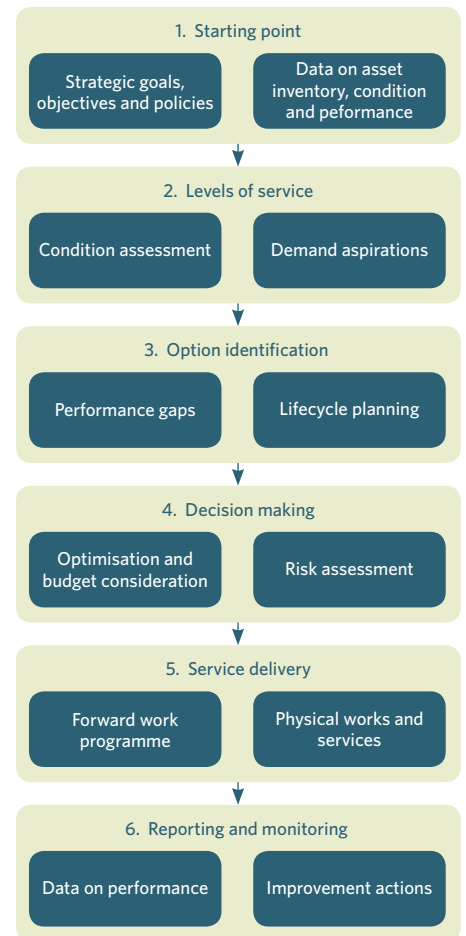 1. Starting point
Strategic goals,
objectives and policies
Data on asset
inventory, condition
and peformance
2. Levels of service
Condition assessment
Demand aspirations
3. Option identification
Performance gaps
Lifecycle planning
4. Decision making
Optimisation and
budget consideration
Risk assessment
5. Service delivery
Forward work
programme
Physical works and
services
6. Reporting and monitoring
Data on performance
Improvement actions